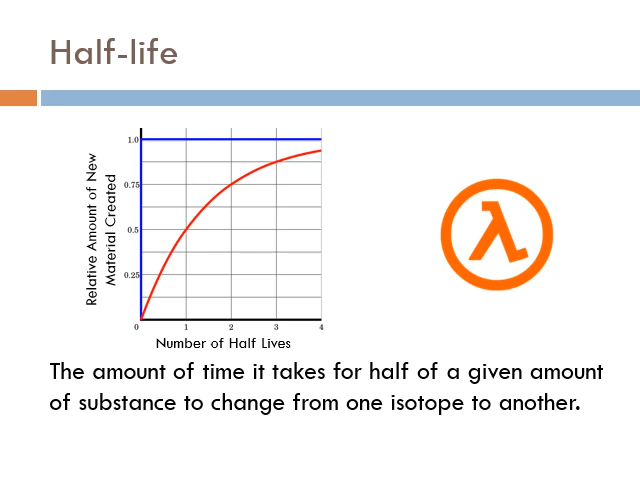 Half-life
Relative Amount of New
Material Created
1.0
0.75
0.5
0.25
0
1
2
3
4
Number of Half Lives
λ
The amount of time it takes for half of a given amount
of substance to change from one isotope to another.